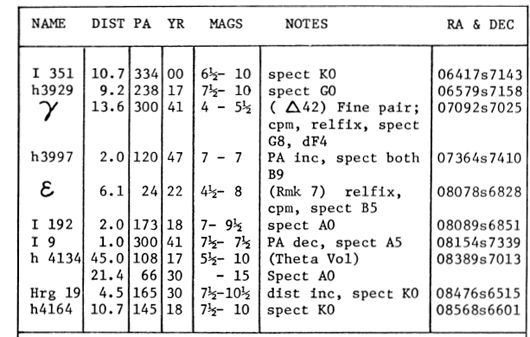 NAME DIST PA YR MAGS NOTES RA & DEC
I 351 10.7 334 00 6½- 10 spect K0 06417s7143
h3929 9.2 238 17 7½- 10 spect G0 06579s7158
γ 13.6 300 41 4 - 5½ ( △42) Fine pair; 07092s7025
cpm, relfix, spect
G8, dF4
h3997 2.0 120 47 7 - 7 PA inc, spect both 07364s7410
B9
ε 6.1 24 22 4½- 8 (Rmk 7) relfix, 08078s6828
cpm, spect B5
I 192 2.0 173 18 7- 9½ spect A0 08089s6851
I 9 1.0 300 41 7½- 7½ PA dec, spect A5 08154s7339
h 4134 45.0 108 17 5½- 10 (Theta Vol) 08389s7013
21.4 66 30 - 15 Spect A0
Hrg 19 4.5 165 30 7½-10½ dist inc, spect K0 08476s6515
h4164 10.7 145 18 7½- 10 spect K0 08568s6601